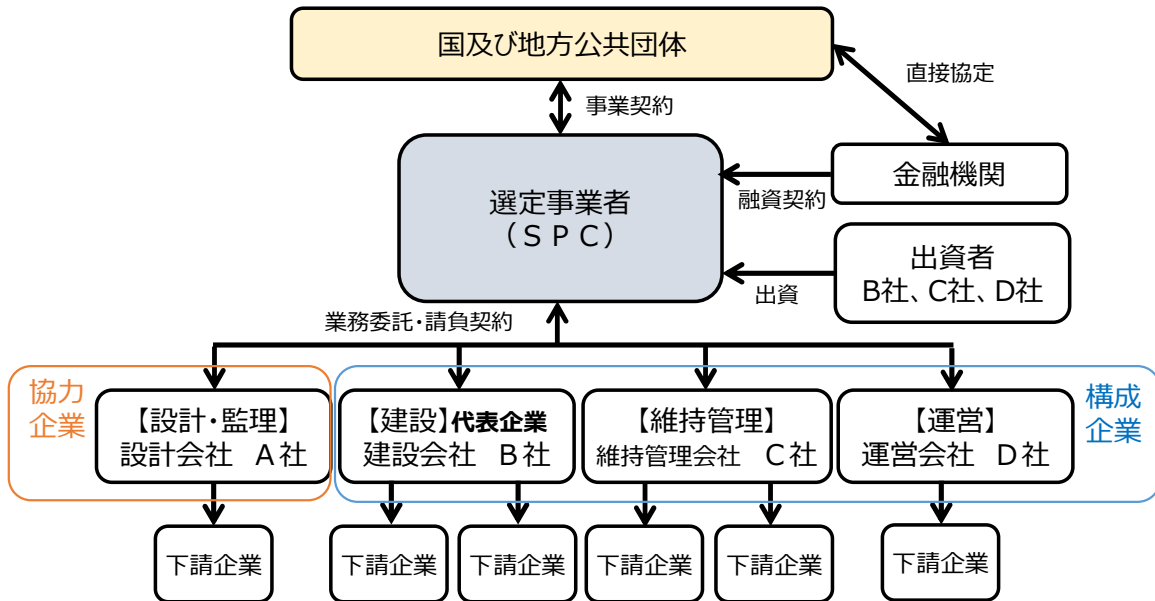 国及び地方公共団体
直接協定
事業契約
選定事業者
（ＳＰＣ）
金融機関
融資契約
出資者
B社、C社、D社
出資
業務委託・請負契約
協力
企業
【設計・監理】
設計会社　A社
【建設】代表企業
建設会社　B社
【維持管理】
維持管理会社　C社
【運営】
運営会社　D社
構成
企業
下請企業
下請企業
下請企業
下請企業
下請企業
下請企業